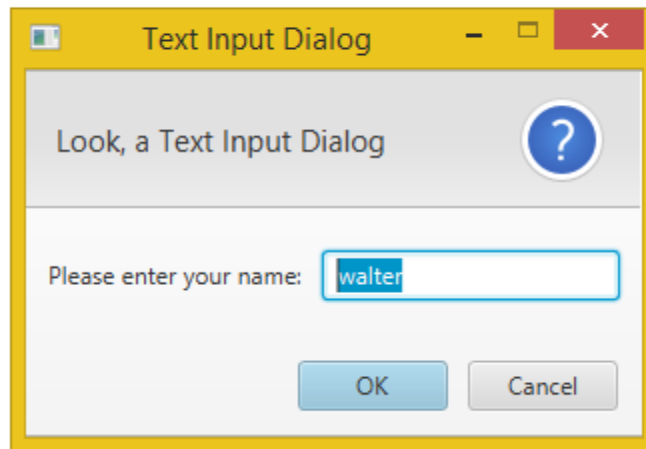 Text Input Dialog
Look, a Text Input Dialog
?
Please enter your name: walter
OK Cancel